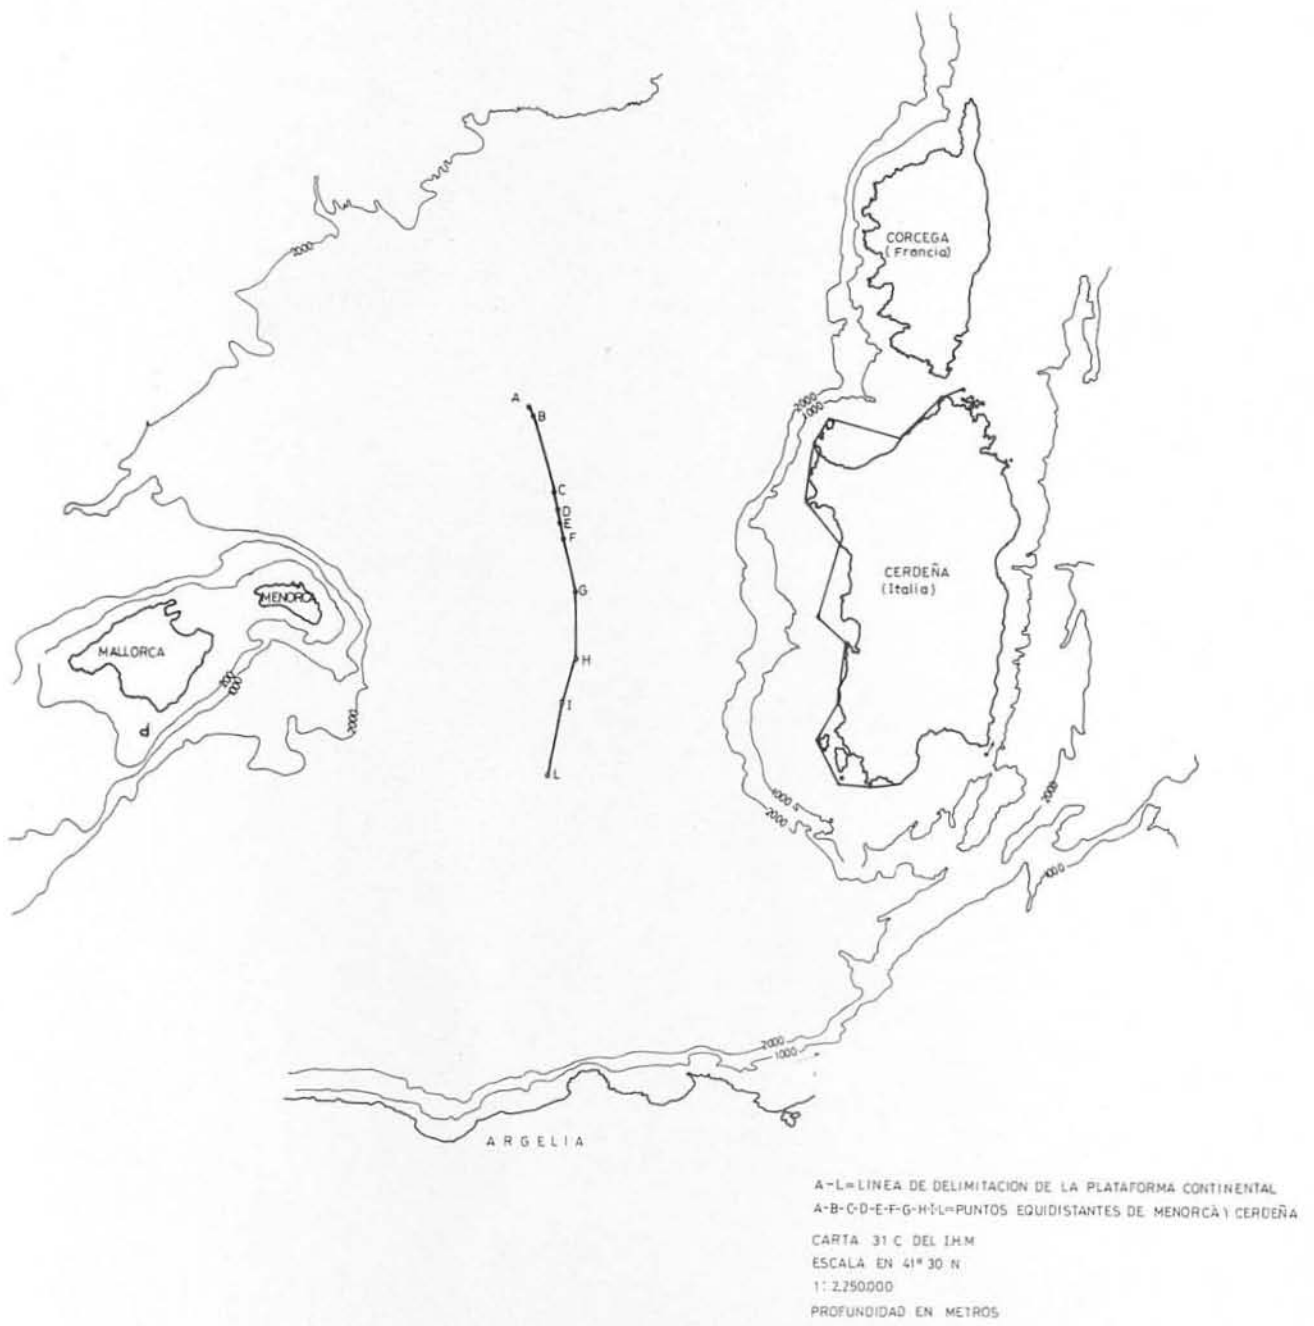 CORCEGA
(Francia)
2000
A
B
2000
1000
C
D
E
F
CERDEÑA
(Italia)
G
MENORCA
MALLORCA
H
2000
I
L
1000
2000
2000
1000
2000
1000
ARGELIA
A-L=LINEA DE DELIMITACION DE LA PLATAFORMA CONTINENTAL
A-B-C-D-E-F-G-H-I-L=PUNTOS EQUIDISTANTES DE MENORCA Y CERDEÑA
CARTA 31 C DEL I.H.M
ESCALA EN 41º 30 N
1:2.250.000
PROFUNDIDAD EN METROS